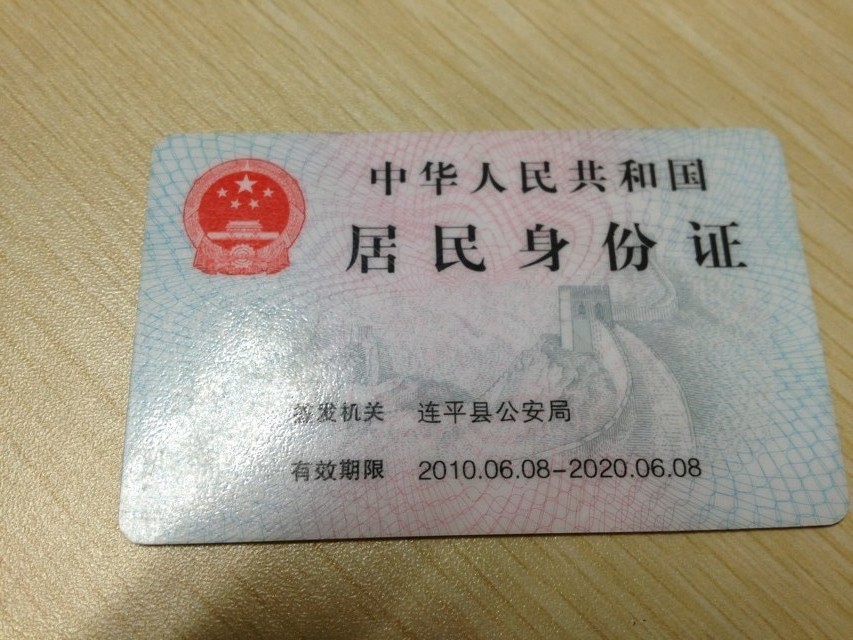 中华人民共和国
居民身份证
签发机关 连平县公安局
有效期限 2010.06.08-2020.06.08